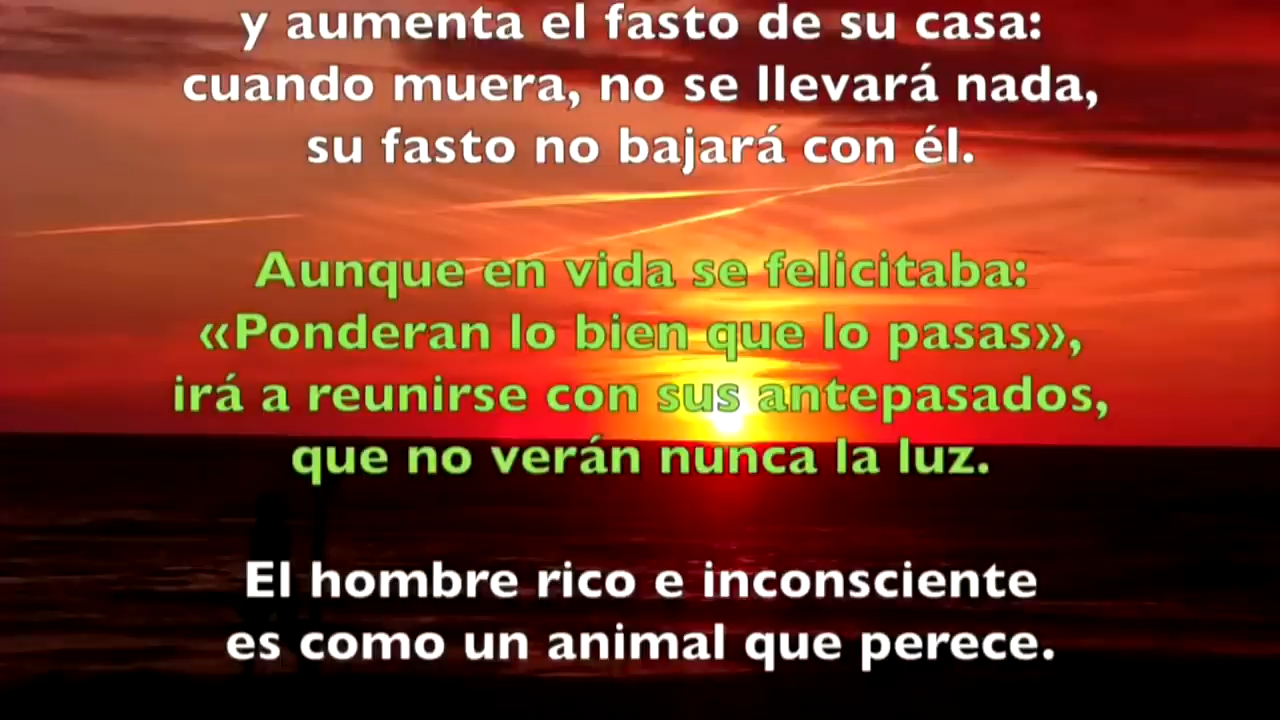 y aumenta el fasto de su casa:
cuando muera, no se llevará nada,
su fasto no bajará con él.
Aunque en vida se felicitaba:
«Ponderan lo bien que lo pasas»,
irá a reunirse con sus antepasados,
que no verán nunca la luz.
El hombre rico e inconsciente
es como un animal que perece.